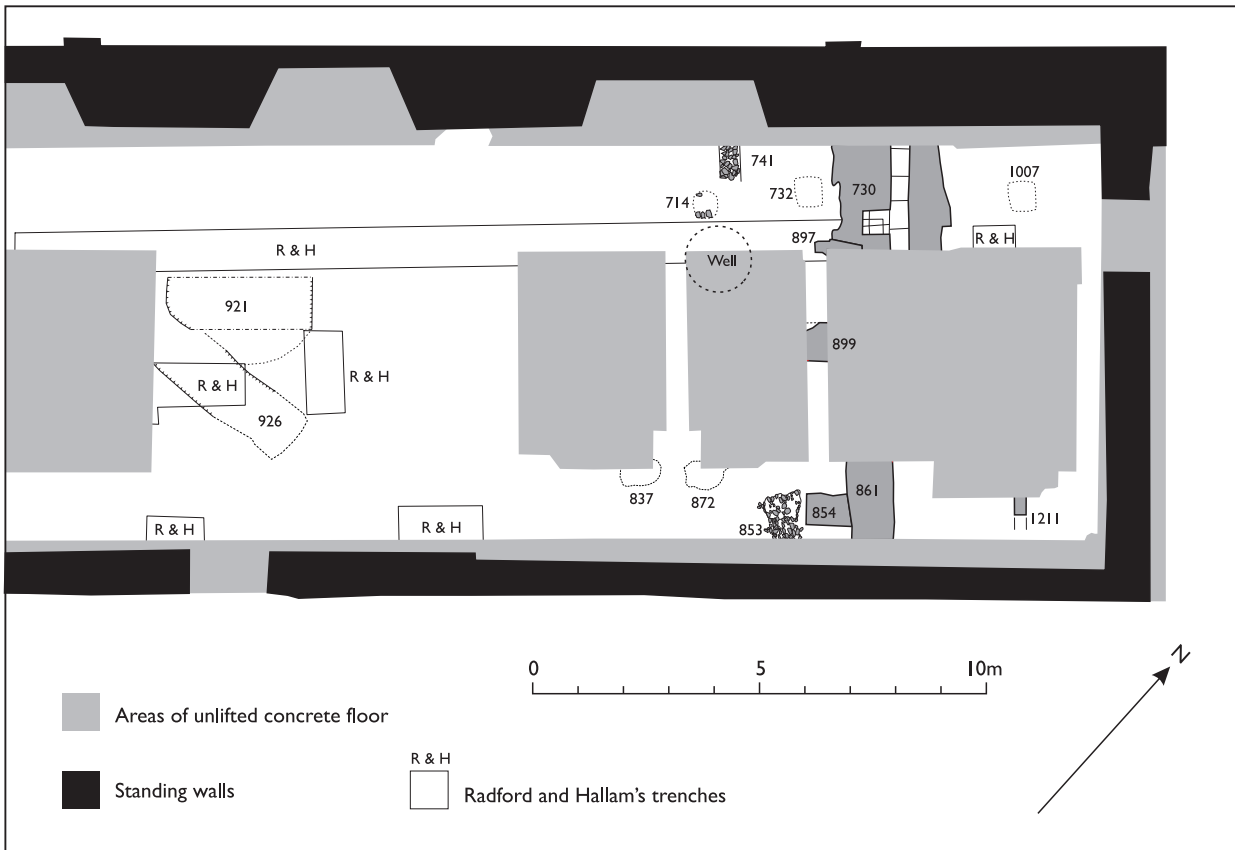 741
1007
714
732
730
R & H
897
R & H
Well
921
899
R & H
R & H
926
837
872
861
854
853
1211
R & H
R & H
0
5
10m
N
Areas of unlifted concrete floor
R & H
Standing walls
Radford and Hallam's trenches